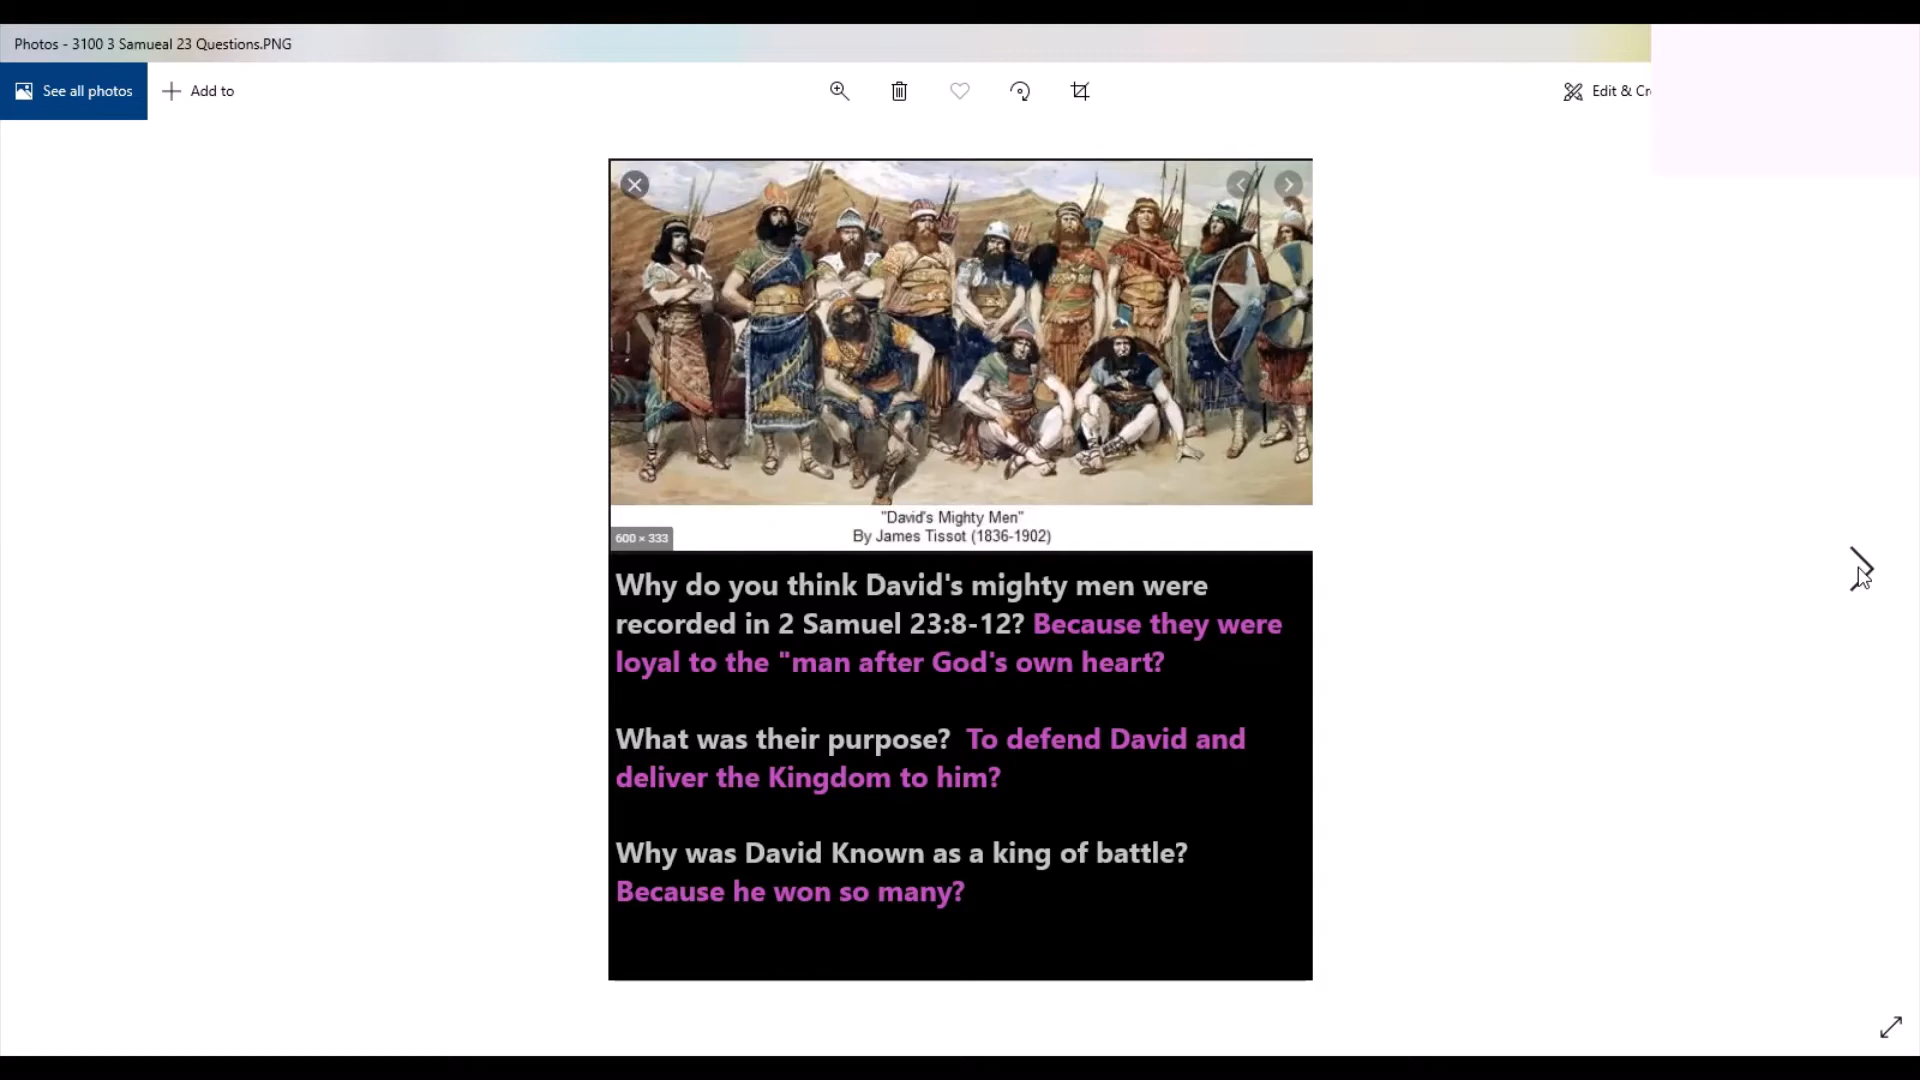 Photos - 3100 3 Samueal 23 Questions.PNG
See all photos
Add to
Edit & Cr
"David's Mighty Men"
600 × 333
By James Tissot (1836-1902)
Why do you think David's mighty men were
recorded in 2 Samuel 23:8-12? Because they were
loyal to the "man after God's own heart?
What was their purpose? To defend David and
deliver the Kingdom to him?
Why was David Known as a king of battle?
Because he won so many?